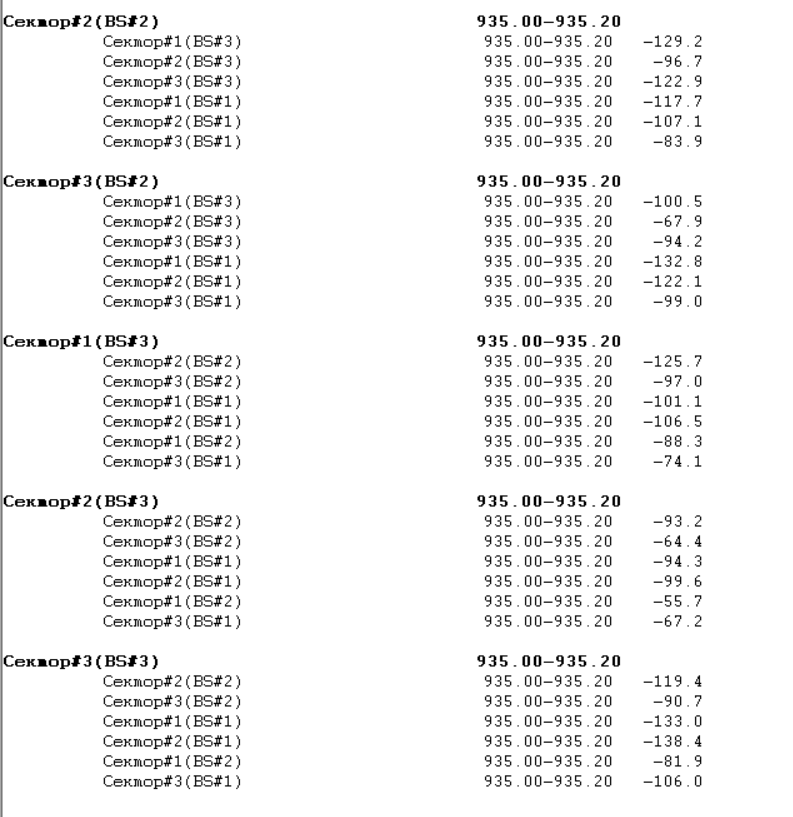 Сектор#2(BS#2) 935.00-935.20
Сектор#1(BS#3) 935.00-935.20 -129.2
Сектор#2(BS#3) 935.00-935.20 -96.7
Сектор#3(BS#3) 935.00-935.20 -122.9
Сектор#1(BS#1) 935.00-935.20 -117.7
Сектор#2(BS#1) 935.00-935.20 -107.1
Сектор#3(BS#1) 935.00-935.20 -83.9
Сектор#3(BS#2) 935.00-935.20
Сектор#1(BS#3) 935.00-935.20 -100.5
Сектор#2(BS#3) 935.00-935.20 -67.9
Сектор#3(BS#3) 935.00-935.20 -94.2
Сектор#1(BS#1) 935.00-935.20 -132.8
Сектор#2(BS#1) 935.00-935.20 -122.1
Сектор#3(BS#1) 935.00-935.20 -99.0
Сектор#1(BS#3) 935.00-935.20
Сектор#2(BS#2) 935.00-935.20 -125.7
Сектор#3(BS#2) 935.00-935.20 -97.0
Сектор#1(BS#1) 935.00-935.20 -101.1
Сектор#2(BS#1) 935.00-935.20 -106.5
Сектор#1(BS#2) 935.00-935.20 -88.3
Сектор#3(BS#1) 935.00-935.20 -74.1
Сектор#2(BS#3) 935.00-935.20
Сектор#2(BS#2) 935.00-935.20 -93.2
Сектор#3(BS#2) 935.00-935.20 -64.4
Сектор#1(BS#1) 935.00-935.20 -94.3
Сектор#2(BS#1) 935.00-935.20 -99.6
Сектор#1(BS#2) 935.00-935.20 -55.7
Сектор#3(BS#1) 935.00-935.20 -67.2
Сектор#3(BS#3) 935.00-935.20
Сектор#2(BS#2) 935.00-935.20 -119.4
Сектор#3(BS#2) 935.00-935.20 -90.7
Сектор#1(BS#1) 935.00-935.20 -133.0
Сектор#2(BS#1) 935.00-935.20 -138.4
Сектор#1(BS#2) 935.00-935.20 -81.9
Сектор#3(BS#1) 935.00-935.20 -106.0